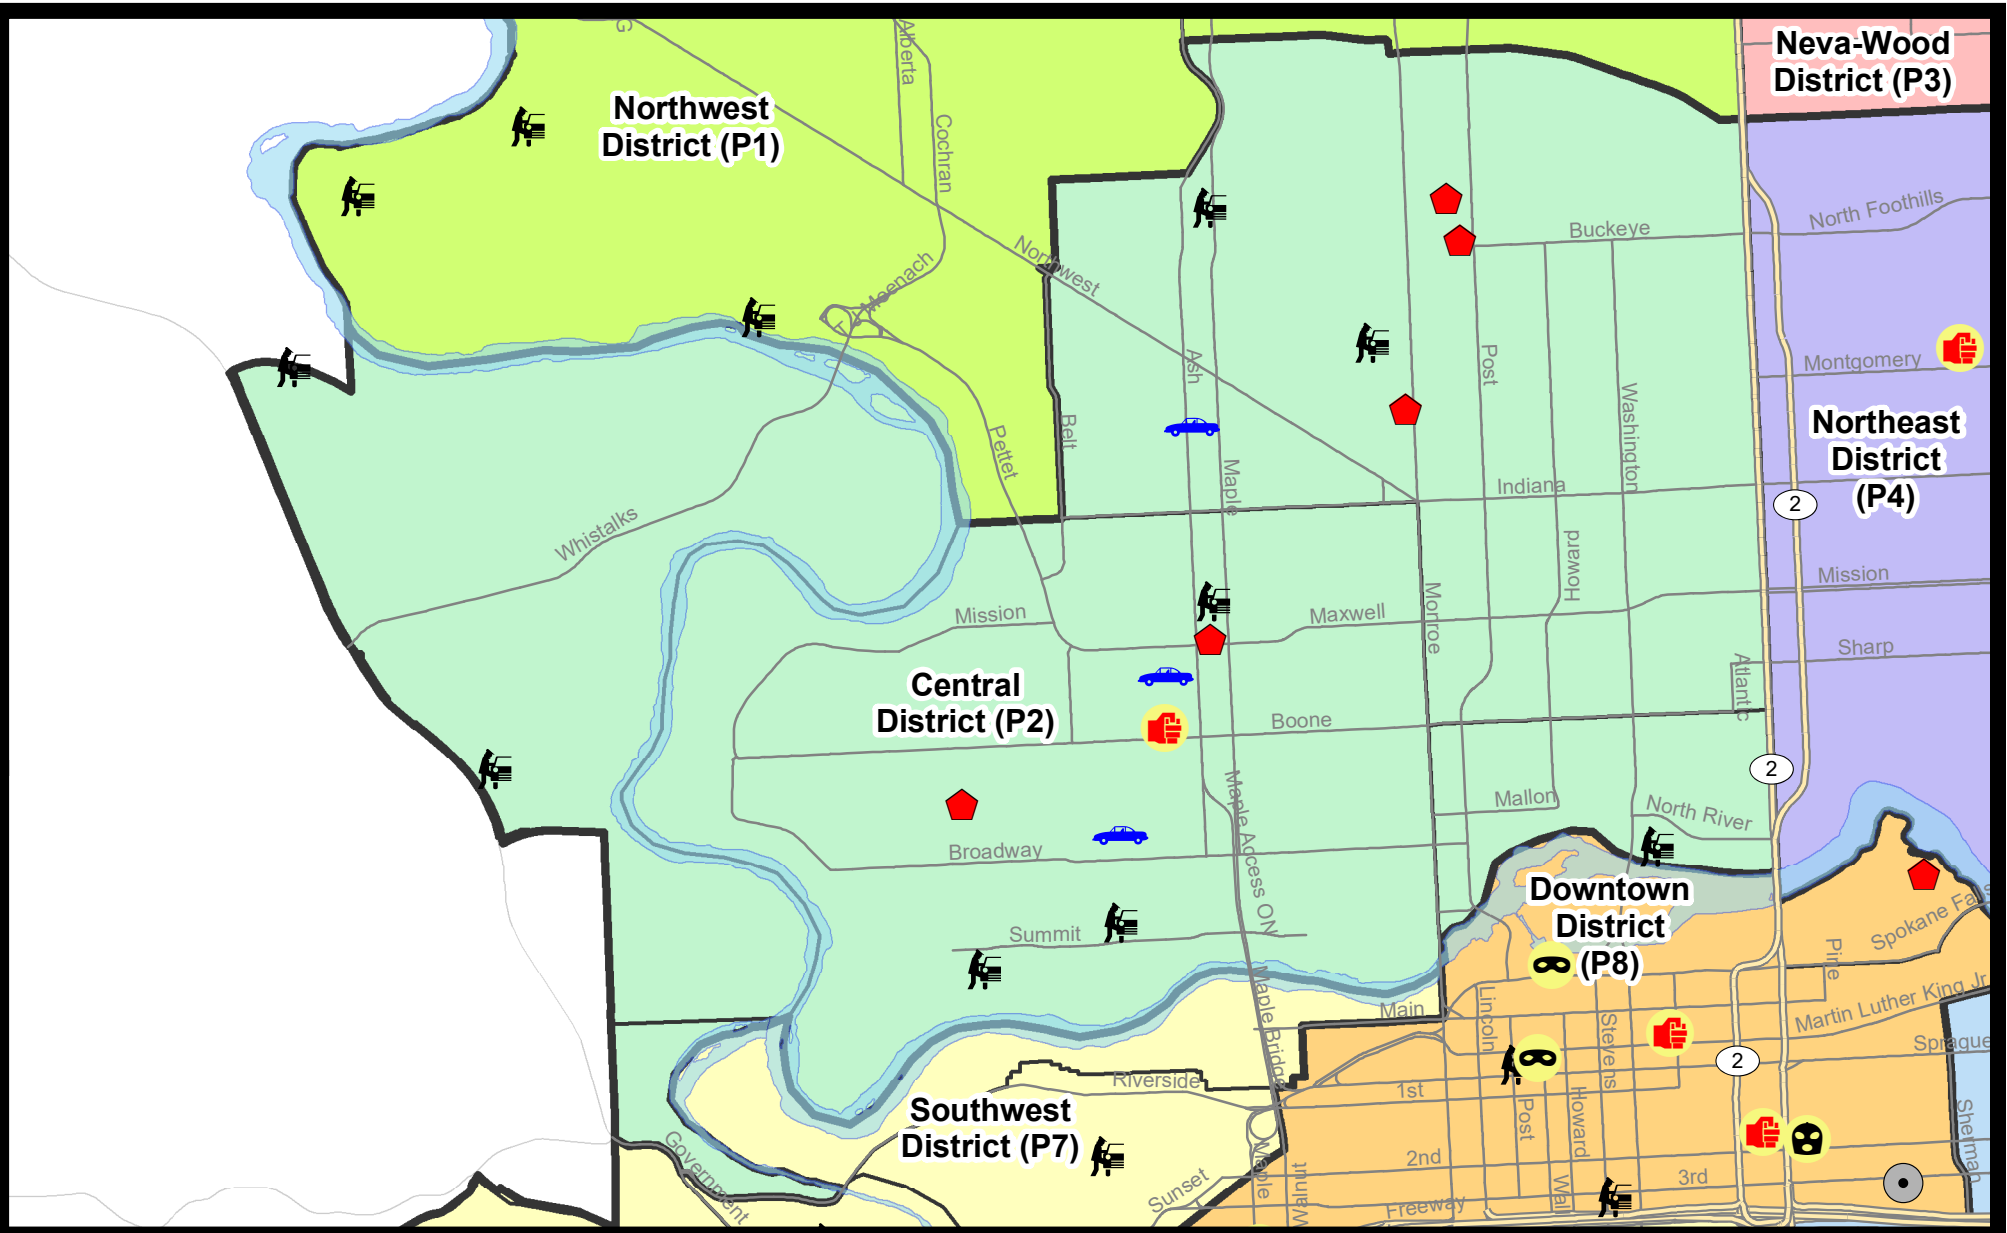 G
Alberta
Cochran
Northwest
District (P1)
Neva-Wood
District (P3)
North Foothills
Buckeye
Northwest
T J Meenach
Montgomery
Ash
Post
Washington
Northeast
District
(P4)
Belt
Pettet
Maple
Indiana
2
Whistalks
Howard
Mission
Mission
Maxwell
Monroe
Sharp
Atlantic
Central
District (P2)
Boone
2
Maple Access ON
Mallon
North River
Broadway
Downtown
District
(P8)
Summit
Spokane Fa
Pine
Maple Bridge
Main
Lincoln
Stevens
Martin Luther King Jr
Sprague
2
Riverside
1st
Southwest
District (P7)
Post
Howard
Sherman
Government
Maple
2nd
3rd
Sunset
Walnut
Wall
Freeway